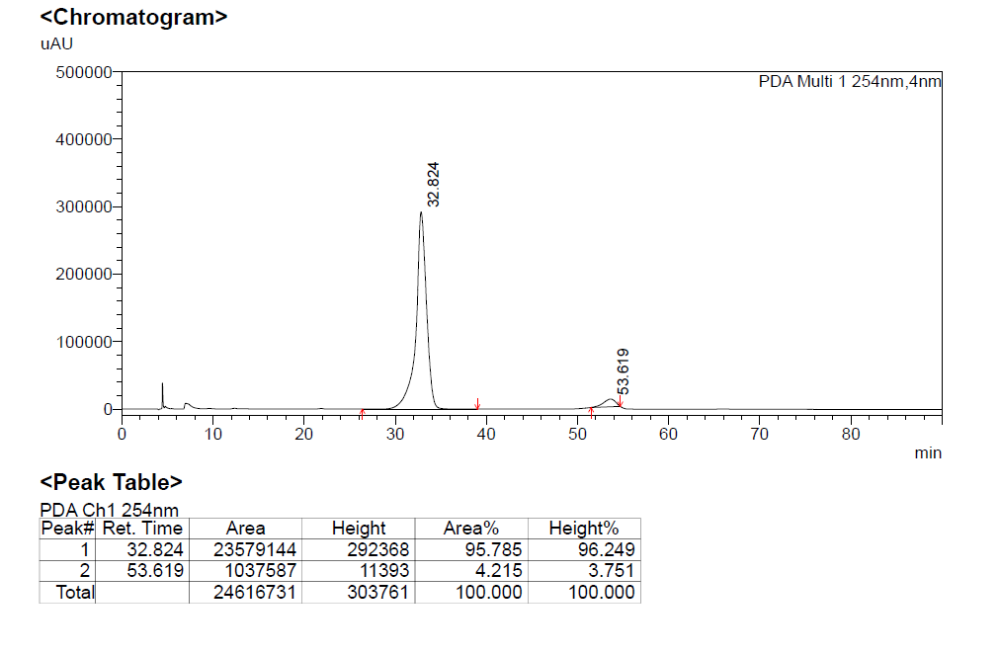 <Chromatogram>
uAU
500000
PDA Multi 1 254nm,4nm
400000
32.824
300000
200000
100000
53.619
0
0 10 20 30 40 50 60 70 80
min
<Peak Table>
PDA Ch1 254nm
Peak# Ret. Time Area Height Area% Height%
1 32.824 23579144 292368 95.785 96.249
2 53.619 1037587 11393 4.215 3.751
Total 24616731 303761 100.000 100.000